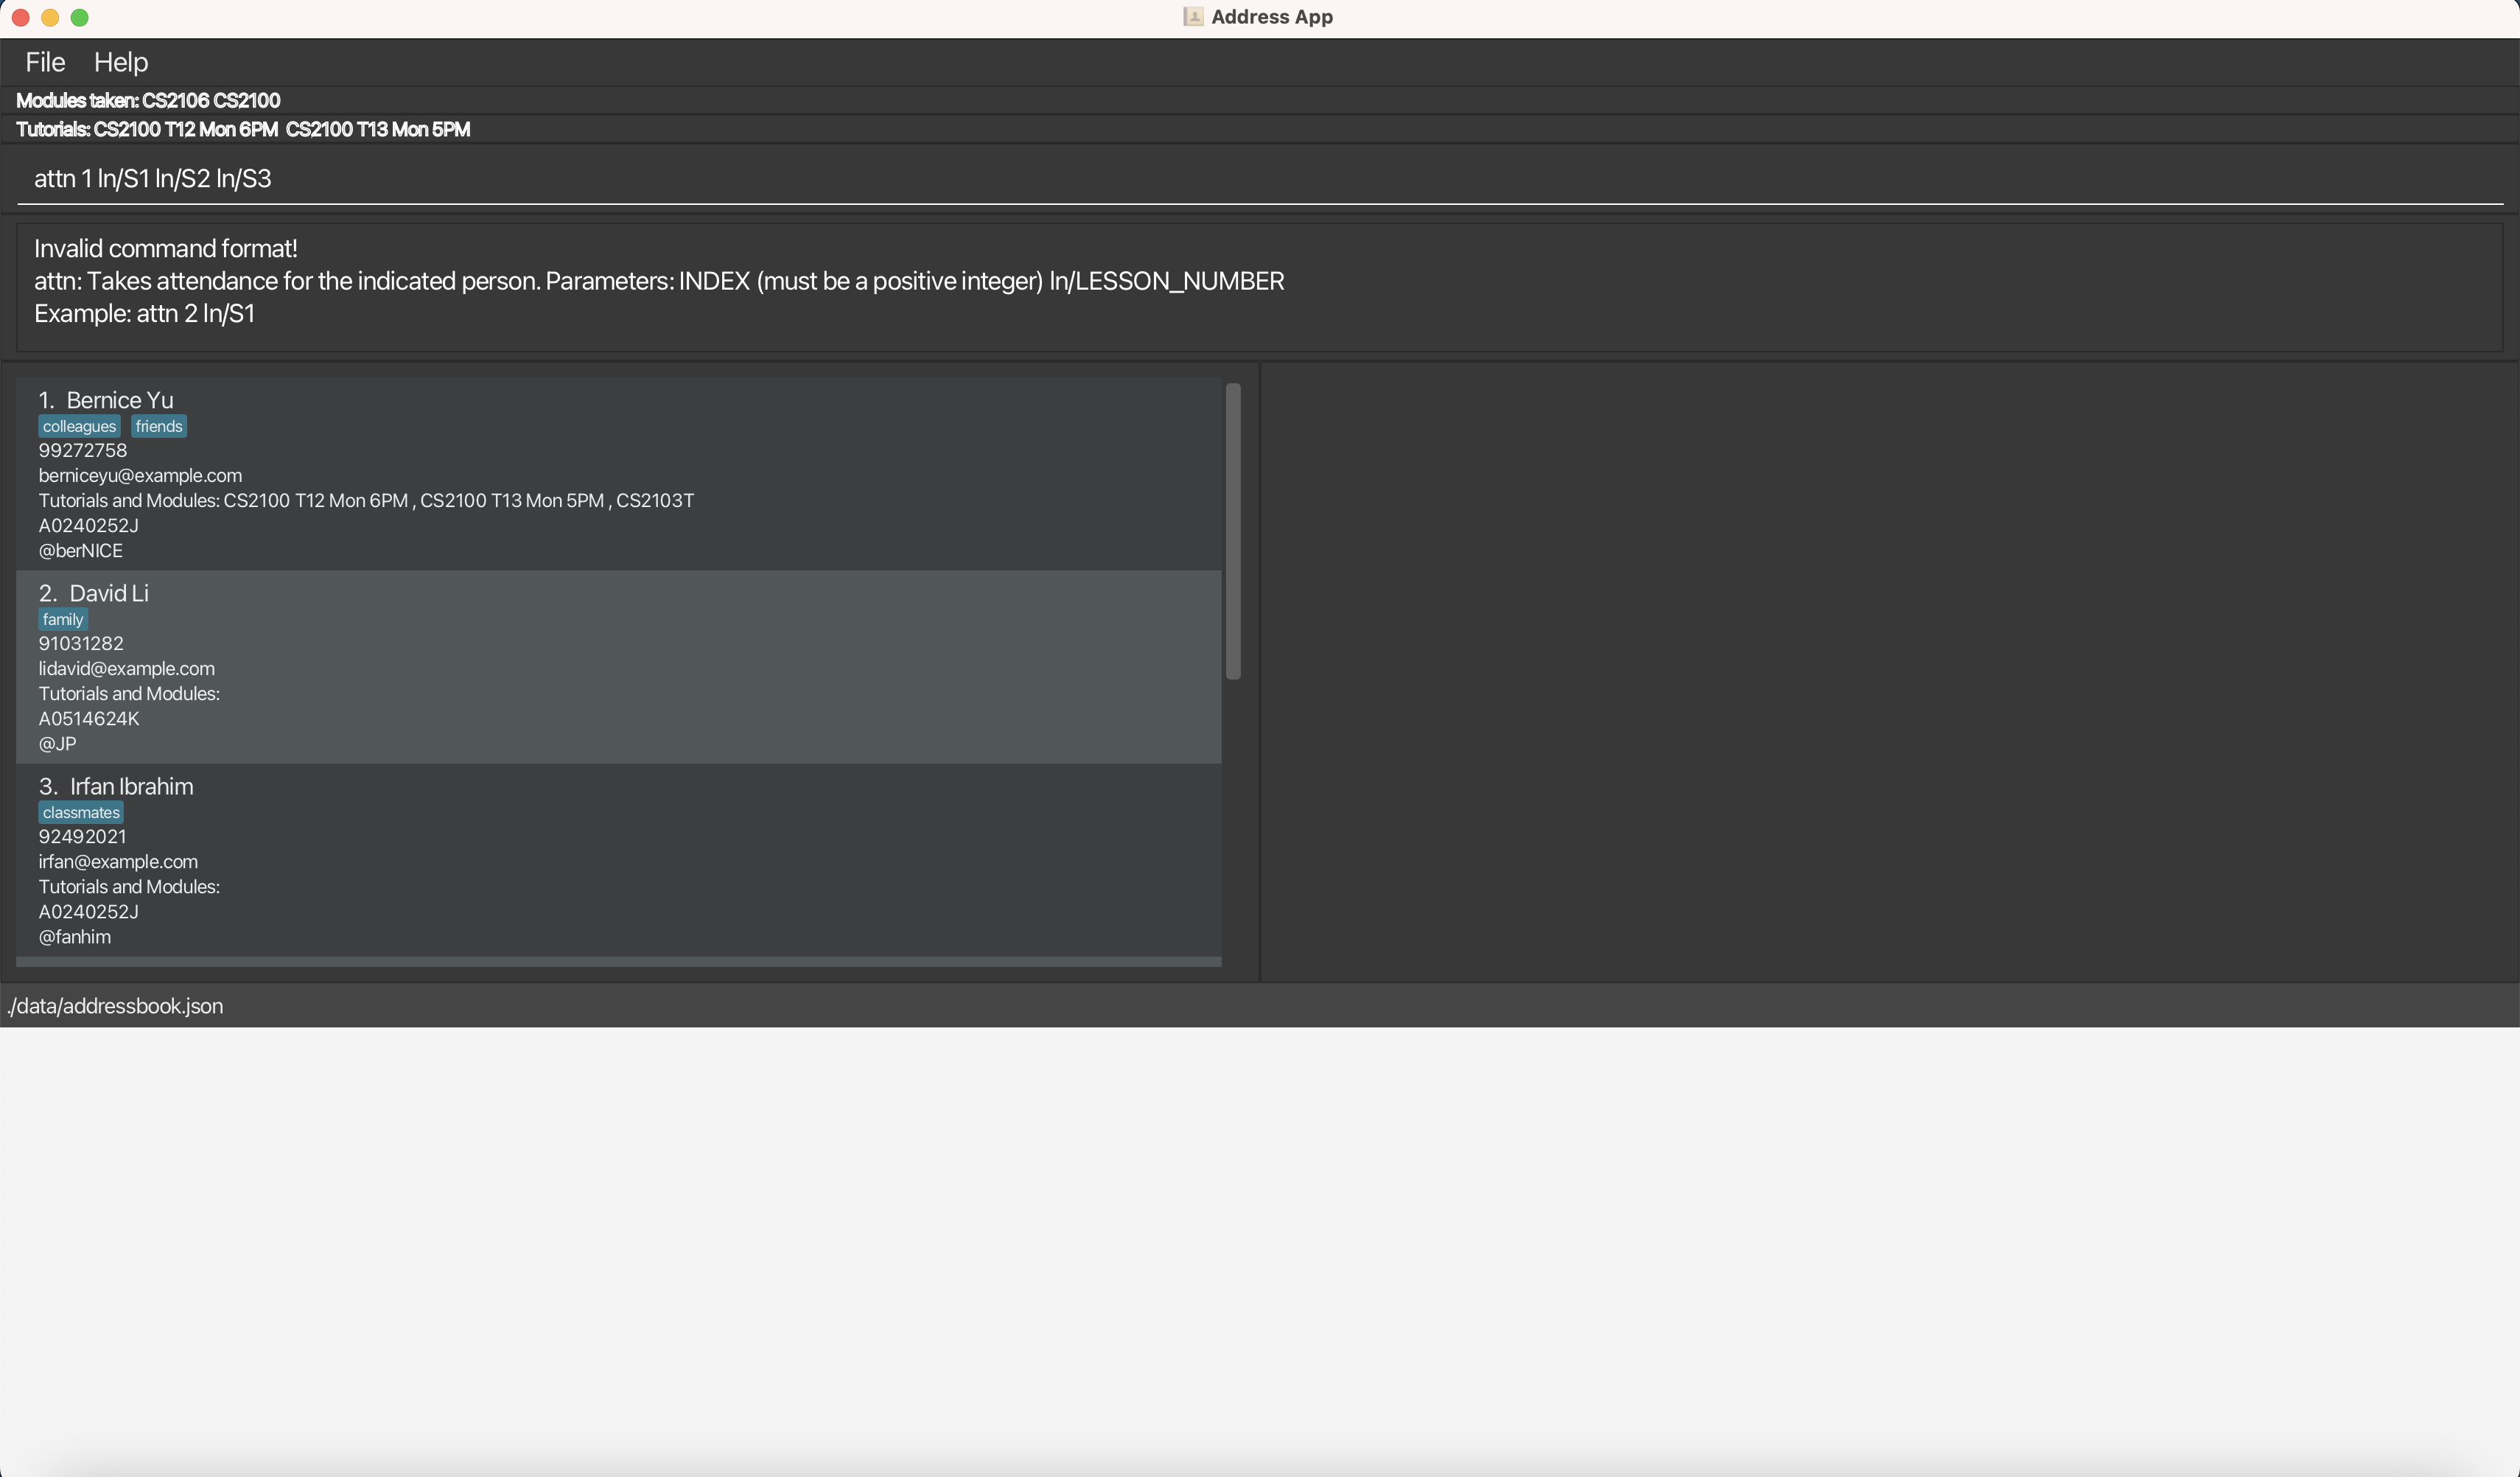 Address App
File Help
Modules taken: CS2106 CS2100
Tutorials: CS2100 T12 Mon 6PM CS2100 T13 Mon 5PM
attn 1 ln/S1 ln/S2 ln/S3
Invalid command format!
attn: Takes attendance for the indicated person. Parameters: INDEX (must be a positive integer) ln/LESSON_NUMBER
Example: attn 2 ln/S1
1. Bernice Yu
colleagues friends
99272758
berniceyu@example.com
Tutorials and Modules: CS2100 T12 Mon 6PM , CS2100 T13 Mon 5PM , CS2103T
A0240252J
@berNICE
2. David Li
family
91031282
lidavid@example.com
Tutorials and Modules:
A0514624K
@JP
3. Irfan Ibrahim
classmates
92492021
irfan@example.com
Tutorials and Modules:
A0240252J
@fanhim
./data/addressbook.json